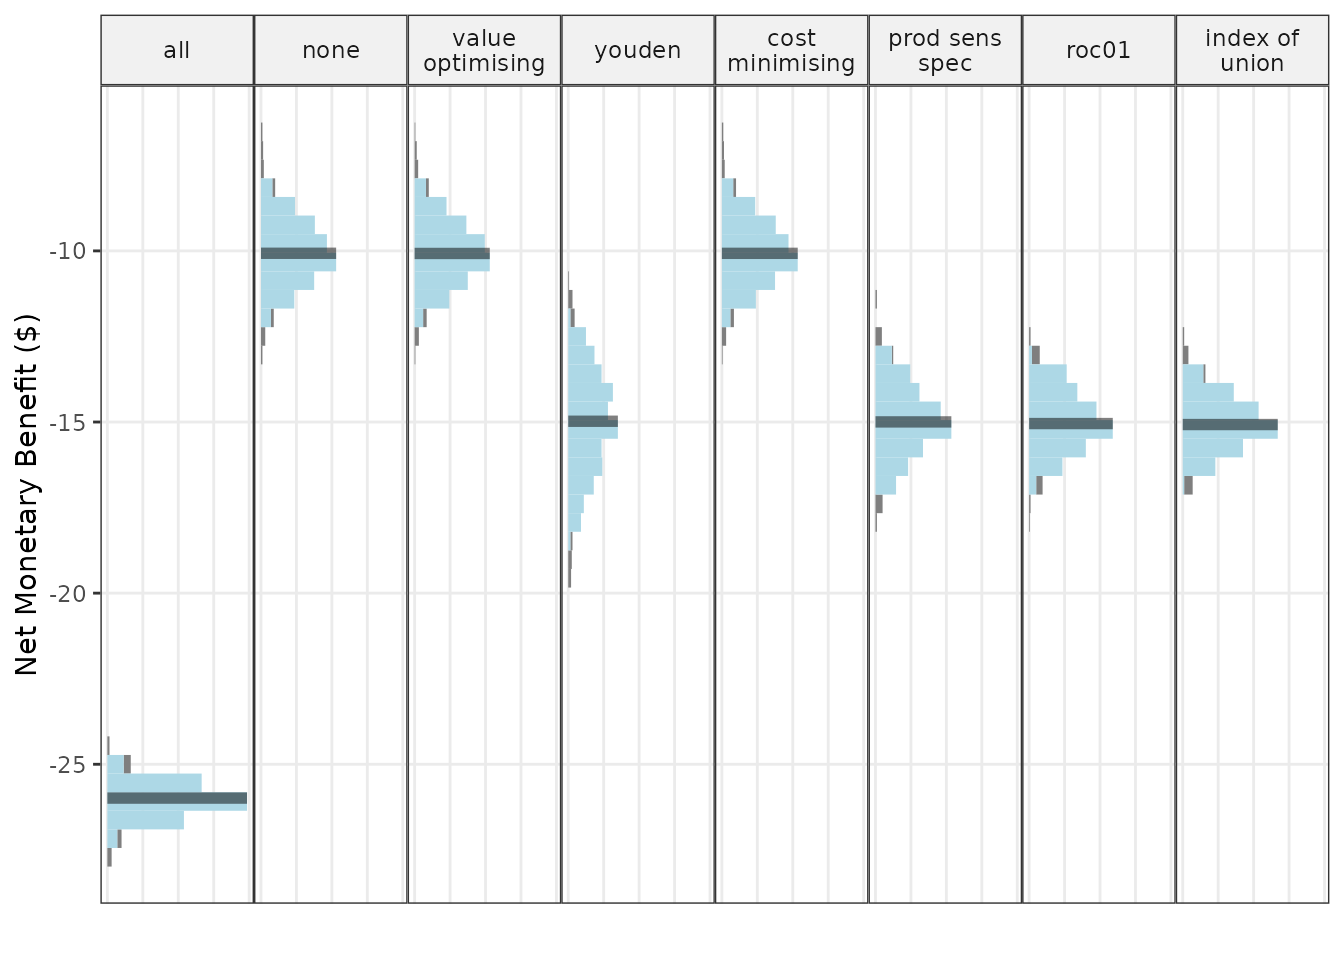 all
none
value
optimising
youden
cost
minimising
prod sens
spec
roc01
index of
union
Net Monetary Benefit ($)
-10
-15
-20
-25